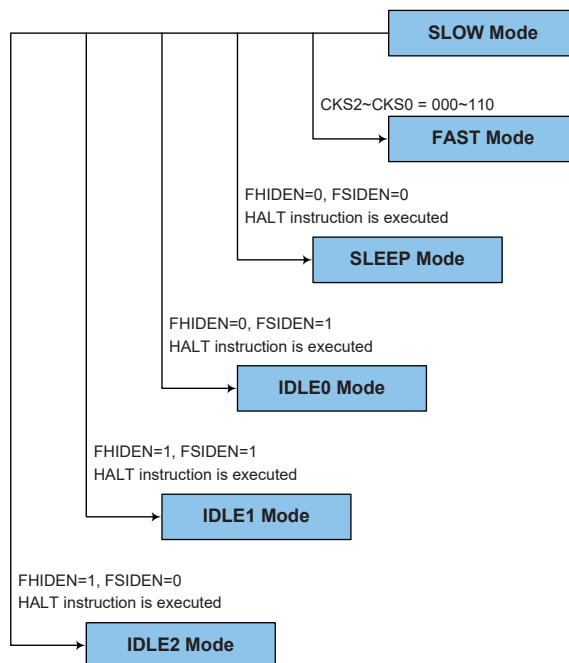 SLOW Mode
CKS2~CKS0 = 000~110
FAST Mode
FHIDEN=0, FSIDEN=0
HALT instruction is executed
SLEEP Mode
FHIDEN=0, FSIDEN=1
HALT instruction is executed
IDLE0 Mode
FHIDEN=1, FSIDEN=1
HALT instruction is executed
IDLE1 Mode
FHIDEN=1, FSIDEN=0
HALT instruction is executed
IDLE2 Mode